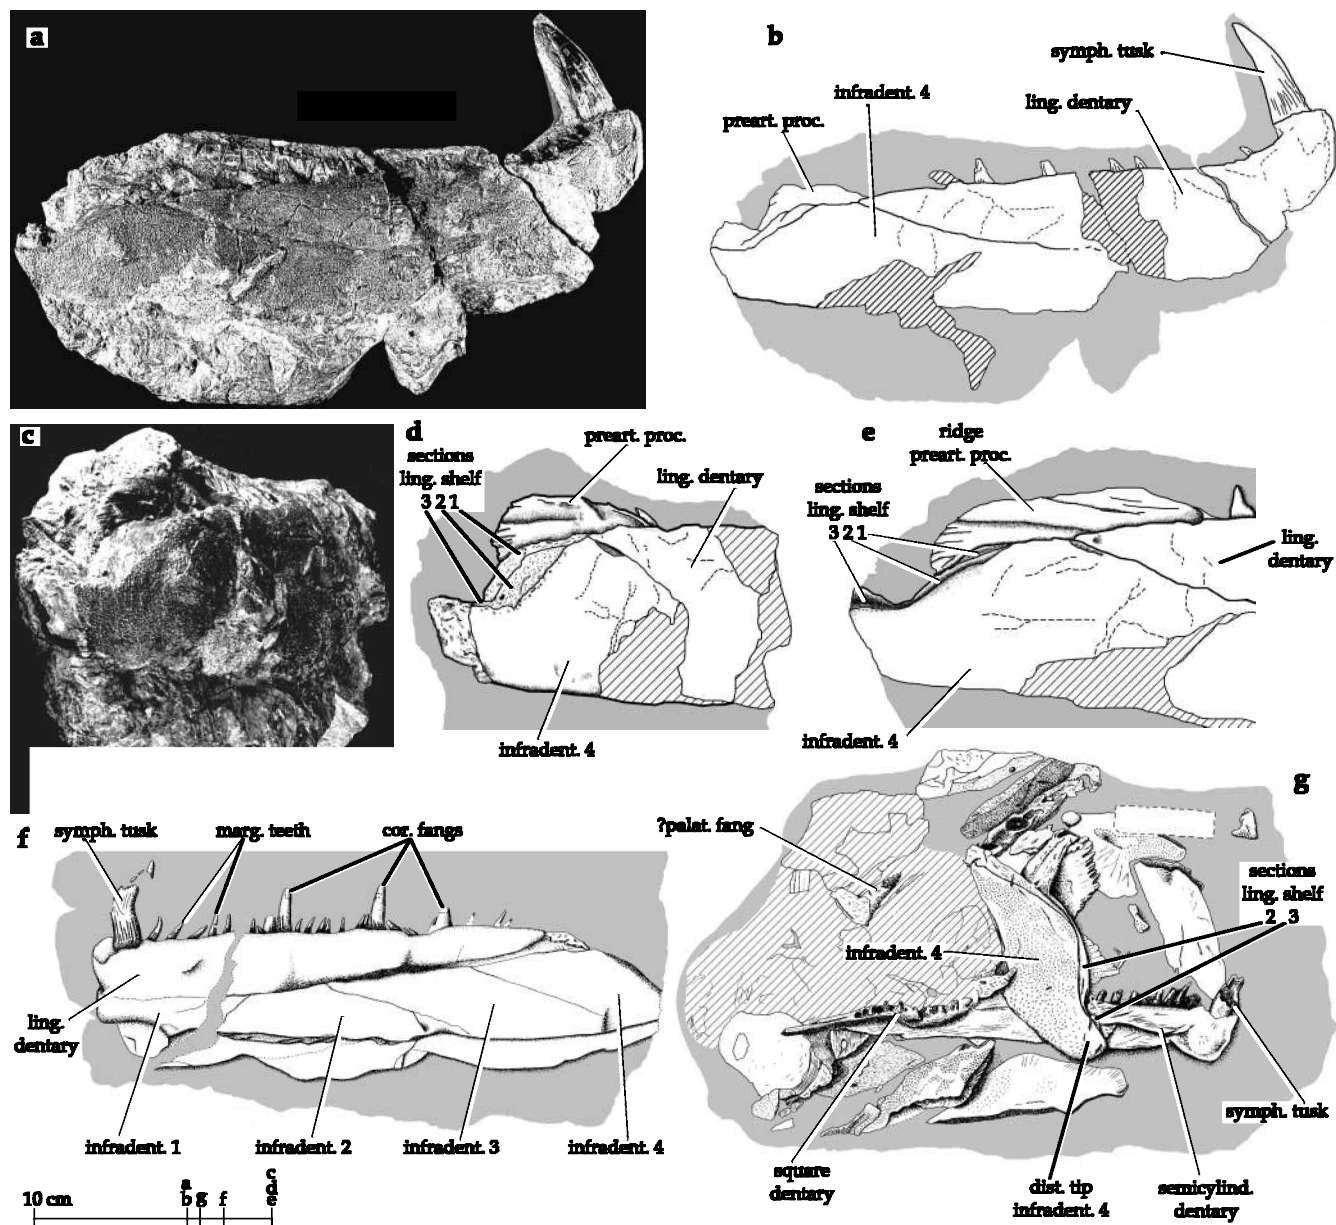 a
b
symph. tusk
infradent. 4
ling. dentary
preart. proc.
c
d
preart. proc.
sections
ling. shelf
3 2 1
ling. dentary
infradent. 4
e
ridge
preart. proc.
sections
ling. shelf
3 2 1
ling.
dentary
infradent. 4
f
symph. tusk
marg. teeth
cor. fangs
ling.
dentary
infradent. 1
infradent. 2
infradent. 3
infradent. 4
g
?palat. fang
sections
ling. shelf
2 3
infradent. 4
symph. tusk
square
dentary
dist. tip
infradent. 4
semicylind.
dentary
10 cm
a
b
g
f
c
d
e